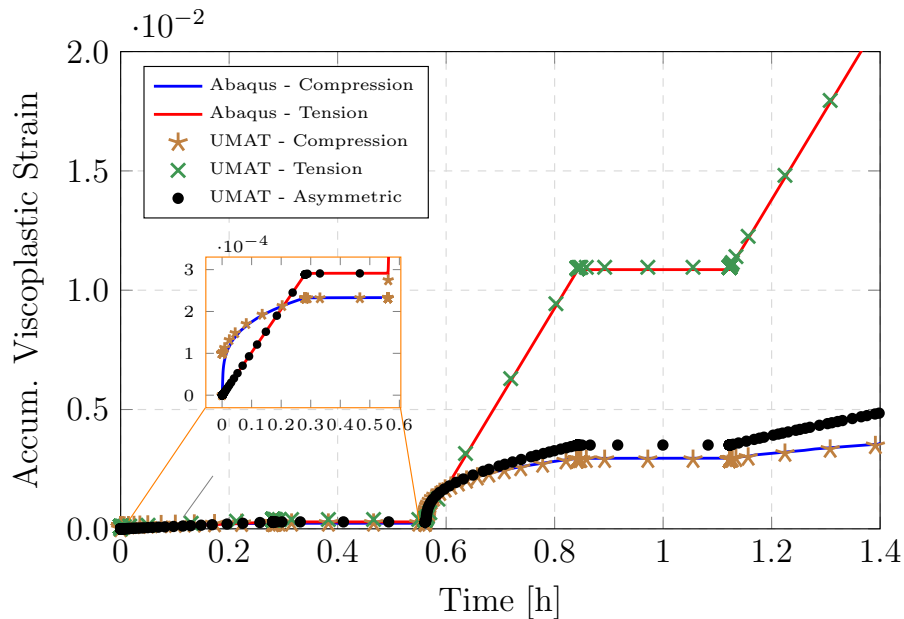 ·10⁻²
2.0
1.5
1.0
0.5
0.0
Accum. Viscoplastic Strain
Abaqus - Compression
Abaqus - Tension
UMAT - Compression
UMAT - Tension
UMAT - Asymmetric
·10⁻⁴
3
2
1
0
0 0.1 0.2 0.3 0.4 0.5 0.6
0 0.2 0.4 0.6 0.8 1 1.2 1.4
Time [h]